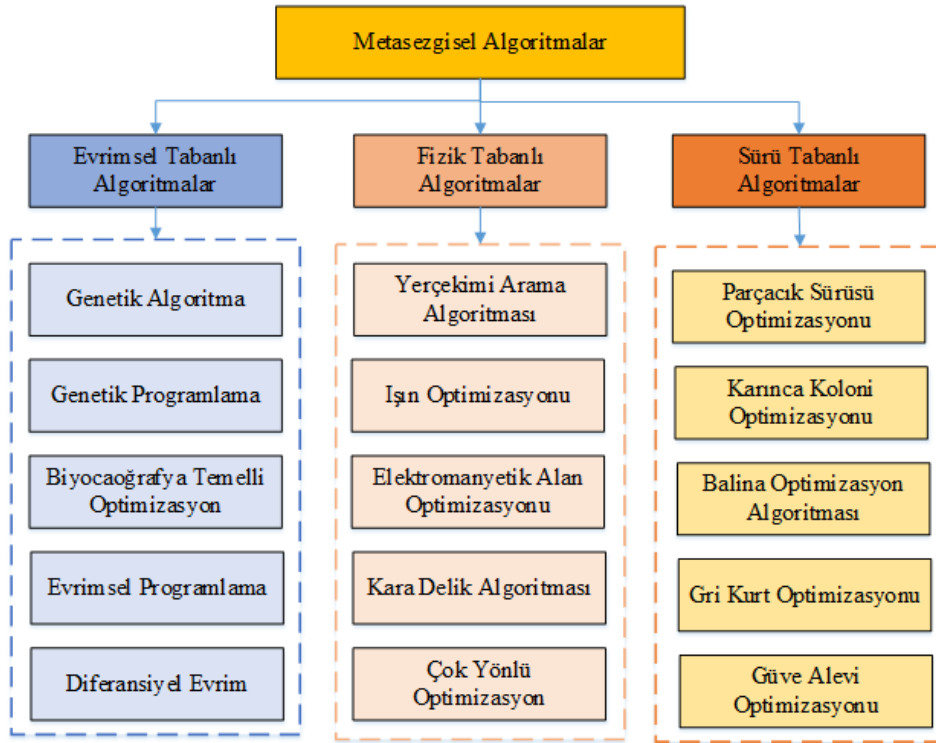 Metasezgisel Algoritmalar
Evrimsel Tabanlı
Algoritmalar
Fizik Tabanlı
Algoritmalar
Sürü Tabanlı
Algoritmalar
Genetik Algoritma
Genetik Programlama
Biyocaoğrafya Temelli
Optimizasyon
Evrimsel Programlama
Diferansiyel Evrim
Yerçekimi Arama
Algoritması
Işın Optimizasyonu
Elektromanyetik Alan
Optimizasyonu
Kara Delik Algoritması
Çok Yönlü
Optimizasyon
Parçacık Sürüsü
Optimizasyonu
Karınca Koloni
Optimizasyonu
Balina Optimizasyon
Algoritması
Gri Kurt Optimizasyonu
Güve Alevi
Optimizasyonu